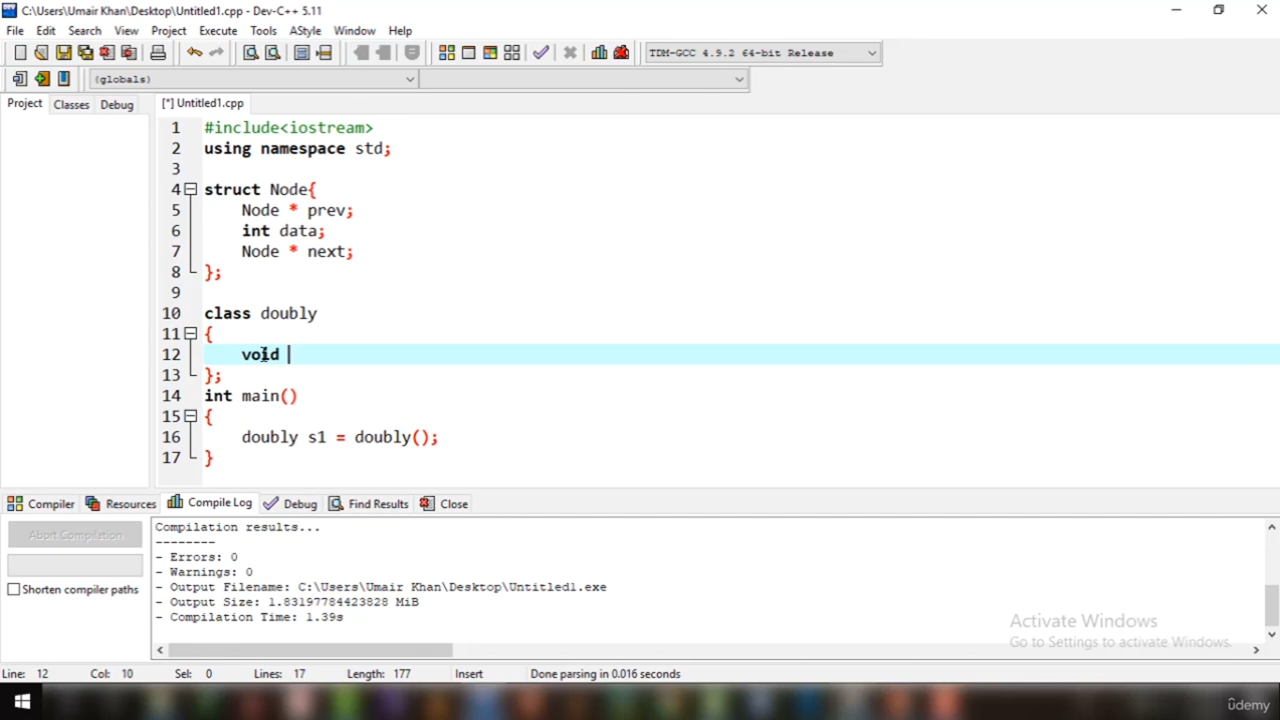 C:\Users\Umair Khan\Desktop\Untitled1.cpp - Dev-C++ 5.11
File Edit Search View Project Execute Tools AStyle Window Help
TDM-GCC 4.9.2 64-bit Release
(globals)
Project Classes Debug [*] Untitled1.cpp
1 #include<iostream>
2 using namespace std;
3
4 struct Node{
5 Node * prev;
6 int data;
7 Node * next;
8 };
9
10 class doubly
11 {
12 void
13 };
14 int main()
15 {
16 doubly s1 = doubly();
17 }
Compiler Resources Compile Log Debug Find Results Close
Abort Compilation
Shorten compiler paths
Compilation results...
--------
- Errors: 0
- Warnings: 0
- Output Filename: C:\Users\Umair Khan\Desktop\Untitled1.exe
- Output Size: 1.83197784423828 MiB
- Compilation Time: 1.39s
Activate Windows
Go to Settings to activate Windows.
Line: 12 Col: 10 Sel: 0 Lines: 17 Length: 177 Insert Done parsing in 0.016 seconds
ûdemy